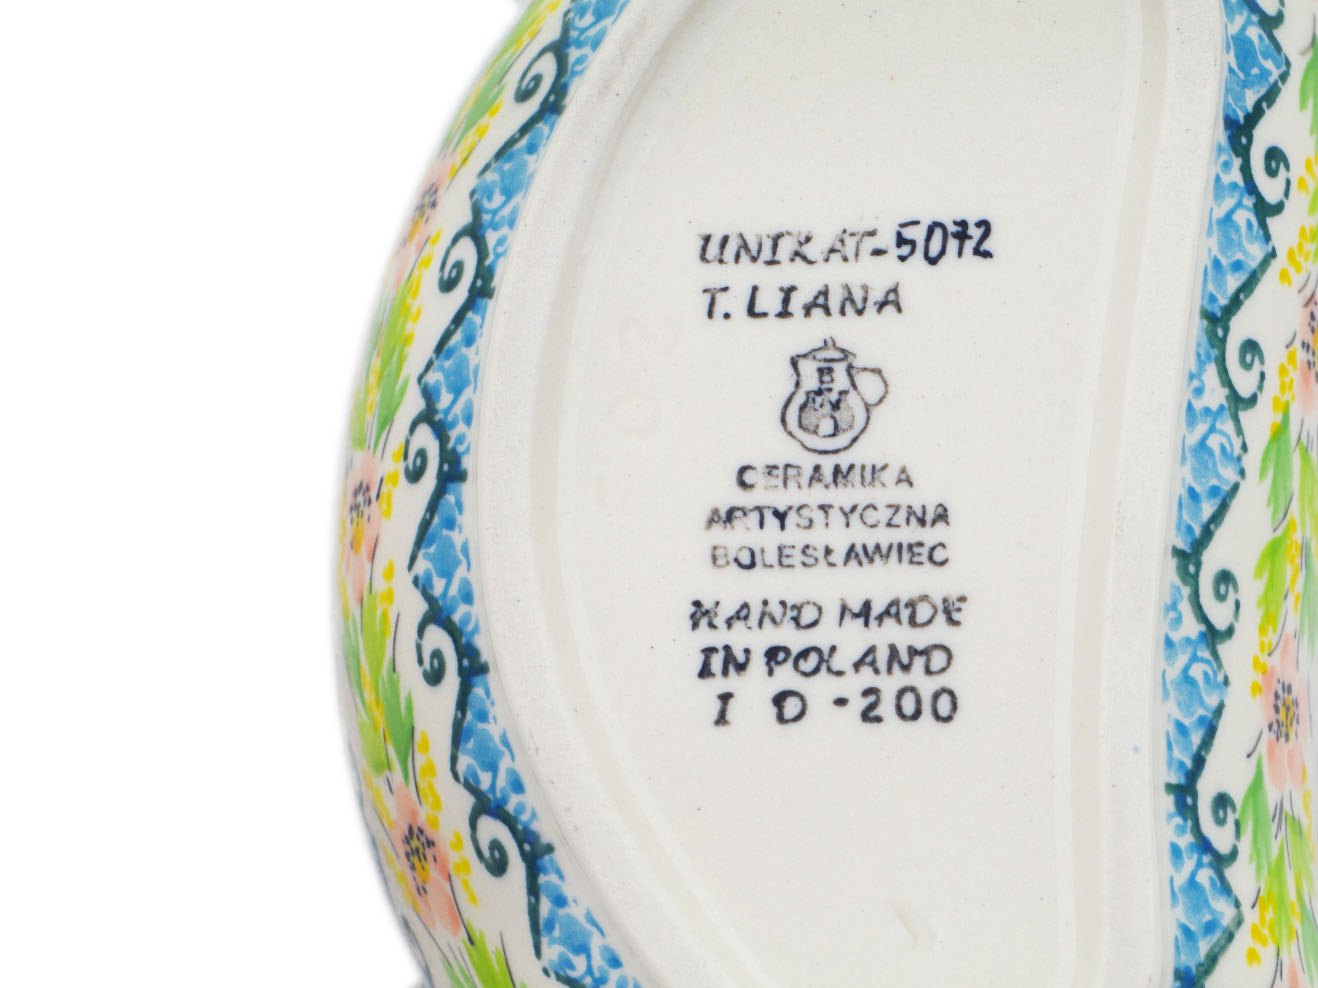 UNIKAT-5072
T. LIANA
B
CERAMIKA
ARTYSTYCZNA
BOLESŁAWIEC
HAND MADE
IN POLAND
I D -200